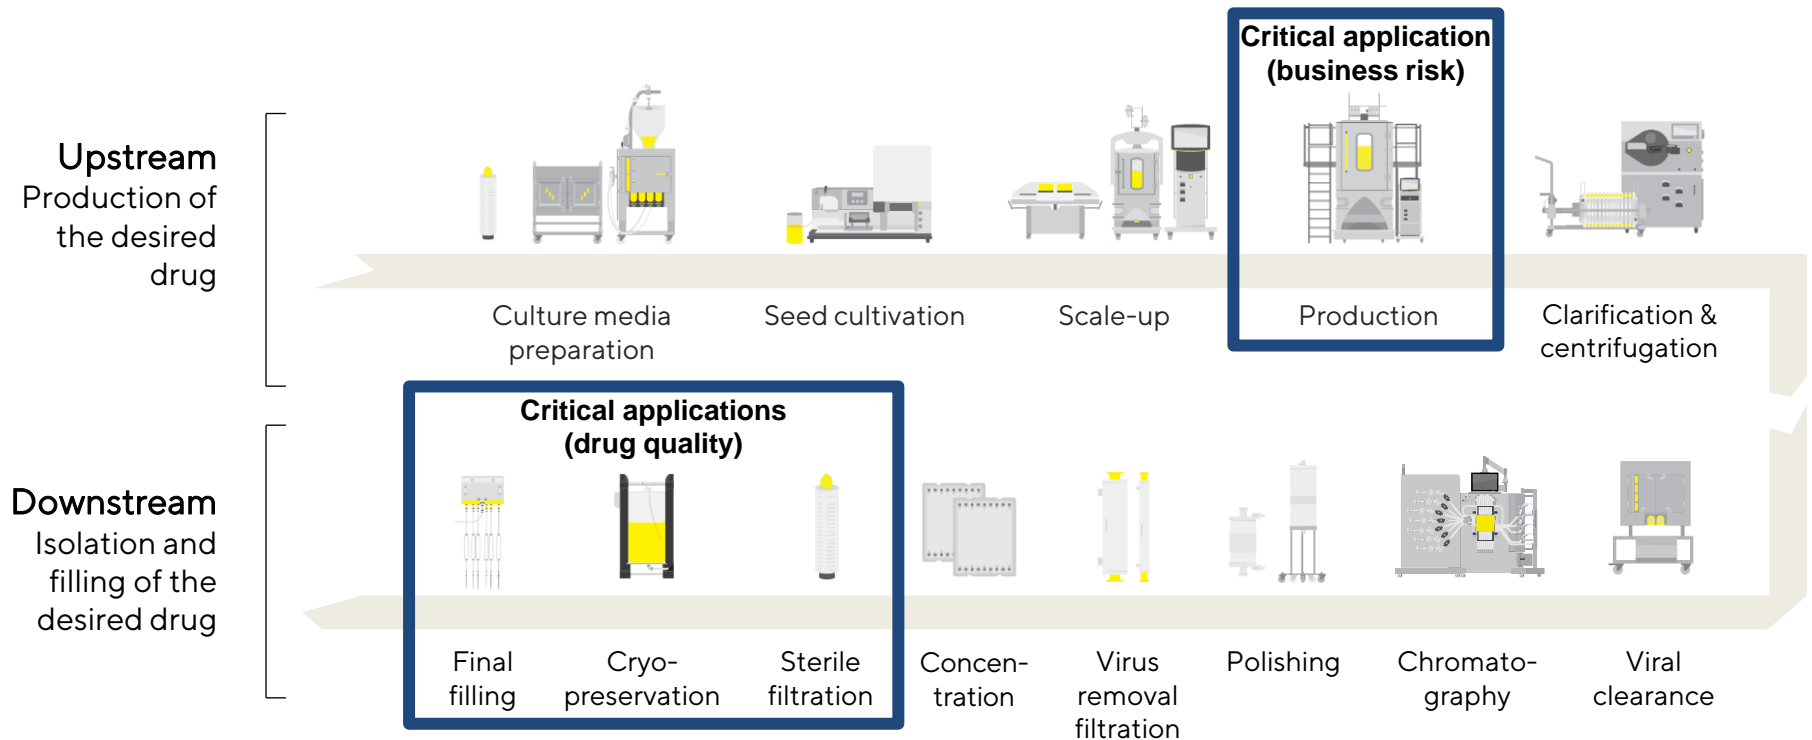 Critical application
(business risk)
Upstream
Production of
the desired
drug
Culture media
preparation
Seed cultivation
Scale-up
Production
Clarification &
centrifugation
Critical applications
(drug quality)
Downstream
Isolation and
filling of the
desired drug
Final
filling
Cryo-
preservation
Sterile
filtration
Concen-
tration
Virus
removal
filtration
Polishing
Chromato-
graphy
Viral
clearance